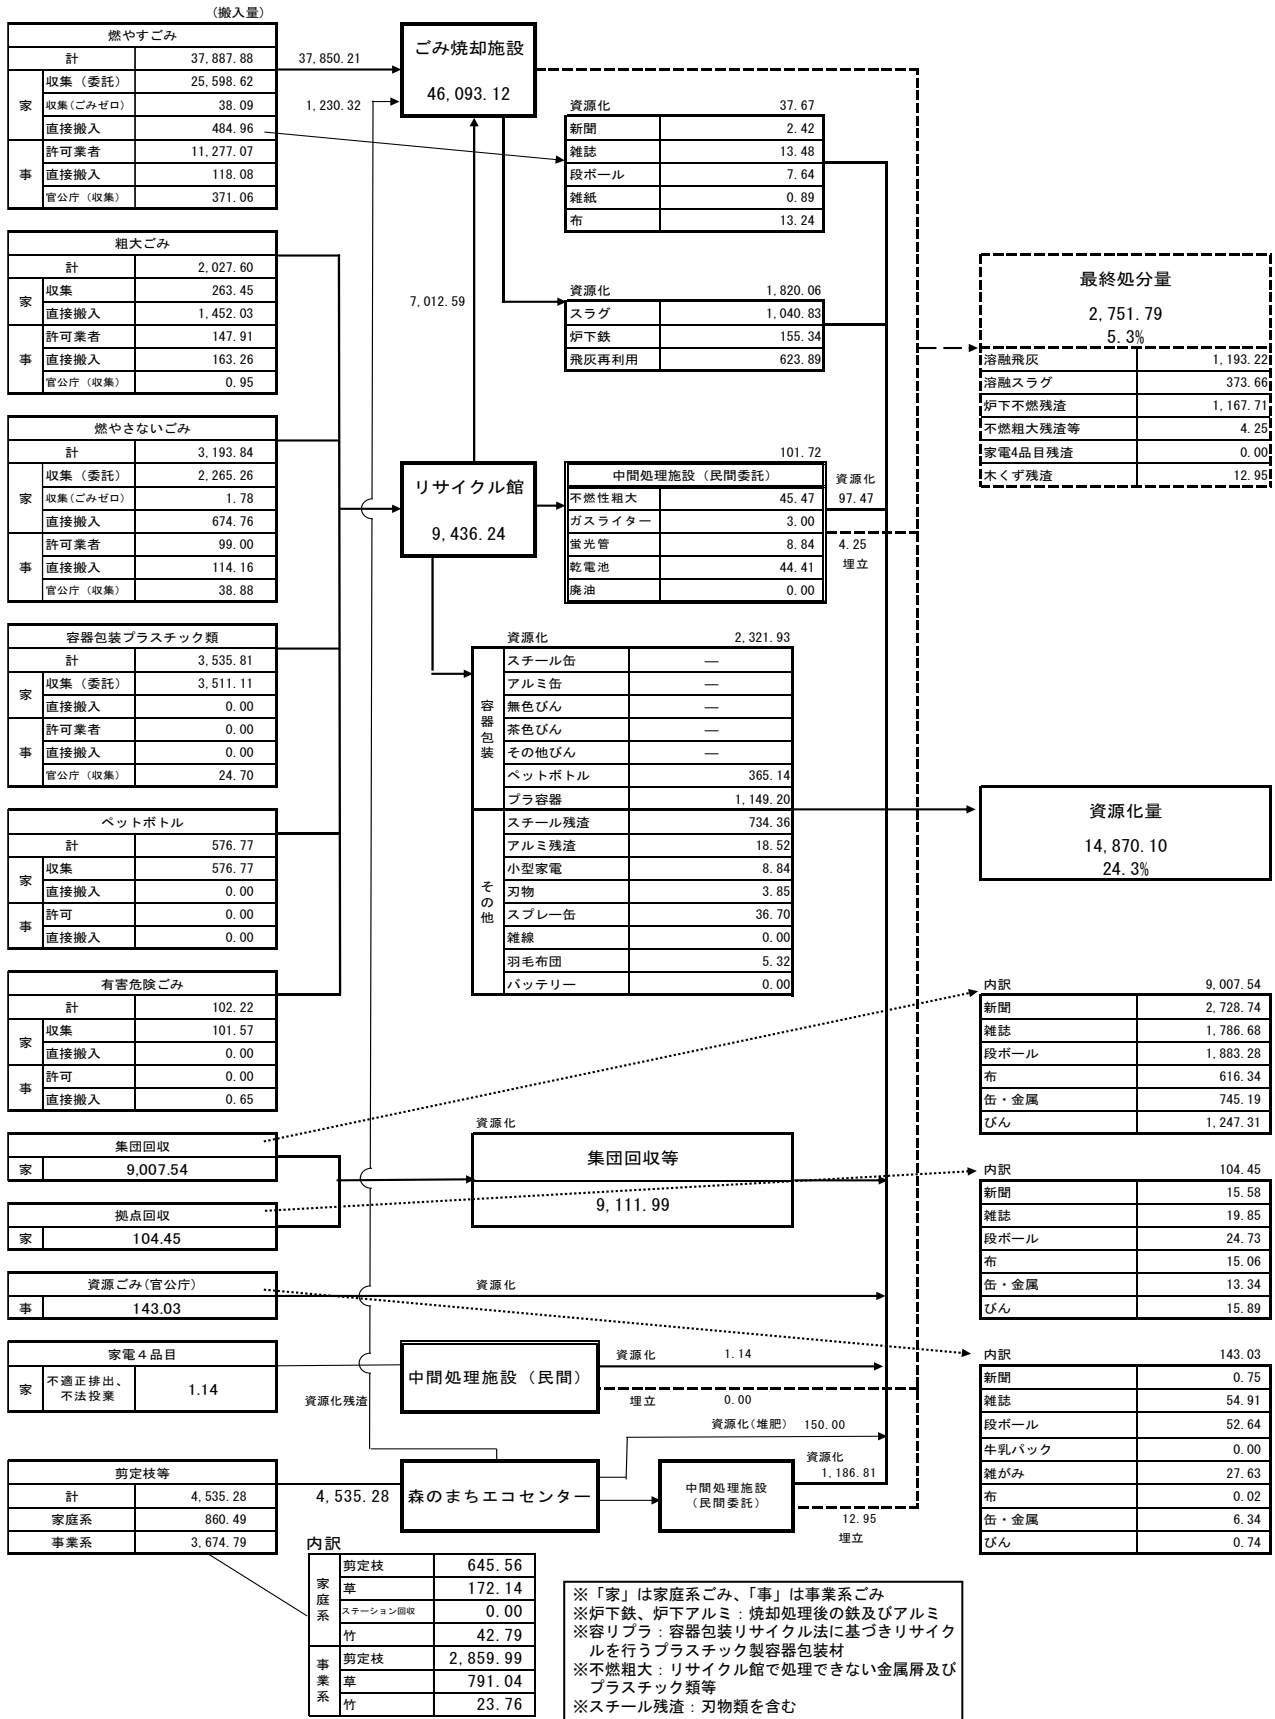 (搬入量)
燃やすごみ
計 37,887.88
家 収集（委託） 25,598.62
収集(ごみゼロ) 38.09
直接搬入 484.96
事 許可業者 11,277.07
直接搬入 118.08
官公庁（収集） 371.06
粗大ごみ
計 2,027.60
家 収集 263.45
直接搬入 1,452.03
事 許可業者 147.91
直接搬入 163.26
官公庁（収集） 0.95
燃やさないごみ
計 3,193.84
家 収集（委託） 2,265.26
収集(ごみゼロ) 1.78
直接搬入 674.76
事 許可業者 99.00
直接搬入 114.16
官公庁（収集） 38.88
容器包装プラスチック類
計 3,535.81
家 収集（委託） 3,511.11
直接搬入 0.00
事 許可業者 0.00
直接搬入 0.00
官公庁（収集） 24.70
ペットボトル
計 576.77
家 収集 576.77
直接搬入 0.00
事 許可 0.00
直接搬入 0.00
有害危険ごみ
計 102.22
家 収集 101.57
直接搬入 0.00
事 許可 0.00
直接搬入 0.65
集団回収
家 9,007.54
拠点回収
家 104.45
資源ごみ(官公庁)
事 143.03
家電４品目
家 不適正排出、不法投棄 1.14
剪定枝等
計 4,535.28
家庭系 860.49
事業系 3,674.79
37,850.21
1,230.32
ごみ焼却施設
46,093.12
7,012.59
リサイクル館
9,436.24
資源化 37.67
新聞 2.42
雑誌 13.48
段ボール 7.64
雑紙 0.89
布 13.24
資源化 1,820.06
スラグ 1,040.83
炉下鉄 155.34
飛灰再利用 623.89
101.72
中間処理施設（民間委託）
不燃性粗大 45.47
ガスライター 3.00
蛍光管 8.84
乾電池 44.41
廃油 0.00
資源化
97.47
4.25
埋立
資源化 2,321.93
容器包装
スチール缶 ―
アルミ缶 ―
無色びん ―
茶色びん ―
その他びん ―
ペットボトル 365.14
プラ容器 1,149.20
その他
スチール残渣 734.36
アルミ残渣 18.52
小型家電 8.84
刃物 3.85
スプレー缶 36.70
雑線 0.00
羽毛布団 5.32
バッテリー 0.00
資源化
集団回収等
9,111.99
資源化
中間処理施設（民間）
資源化 1.14
埋立 0.00
資源化残渣
4,535.28
森のまちエコセンター
資源化(堆肥) 150.00
中間処理施設
（民間委託）
資源化
1,186.81
12.95
埋立
内訳
家庭系
剪定枝 645.56
草 172.14
ステーション回収 0.00
竹 42.79
事業系
剪定枝 2,859.99
草 791.04
竹 23.76
最終処分量
2,751.79
5.3%
溶融飛灰 1,193.22
溶融スラグ 373.66
炉下不燃残渣 1,167.71
不燃粗大残渣等 4.25
家電4品目残渣 0.00
木くず残渣 12.95
資源化量
14,870.10
24.3%
内訳 9,007.54
新聞 2,728.74
雑誌 1,786.68
段ボール 1,883.28
布 616.34
缶・金属 745.19
びん 1,247.31
内訳 104.45
新聞 15.58
雑誌 19.85
段ボール 24.73
布 15.06
缶・金属 13.34
びん 15.89
内訳 143.03
新聞 0.75
雑誌 54.91
段ボール 52.64
牛乳パック 0.00
雑がみ 27.63
布 0.02
缶・金属 6.34
びん 0.74
※「家」は家庭系ごみ、「事」は事業系ごみ
※炉下鉄、炉下アルミ：焼却処理後の鉄及びアルミ
※容リプラ：容器包装リサイクル法に基づきリサイク
ルを行うプラスチック製容器包装材
※不燃粗大：リサイクル館で処理できない金属屑及び
プラスチック類等
※スチール残渣：刃物類を含む